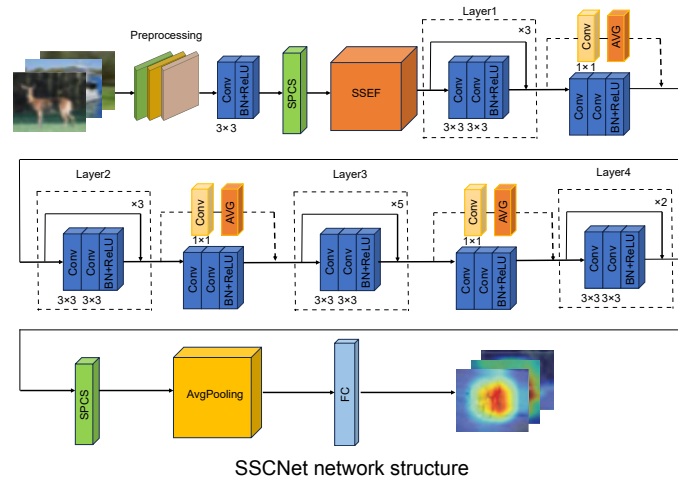 Layer1
Preprocessing
×3
Conv
AVG
1×1
Conv
BN+ReLU
3×3
SPCS
SSEF
Conv
Conv
BN+ReLU
3×3 3×3
Conv
Conv
BN+ReLU
Layer2
×3
Conv
Conv
BN+ReLU
3×3 3×3
Conv
AVG
1×1
Conv
Conv
BN+ReLU
Layer3
×5
Conv
Conv
BN+ReLU
3×3 3×3
Conv
AVG
1×1
Conv
Conv
BN+ReLU
Layer4
×2
Conv
Conv
BN+ReLU
3×3 3×3
SPCS
AvgPooling
FC
SSCNet network structure